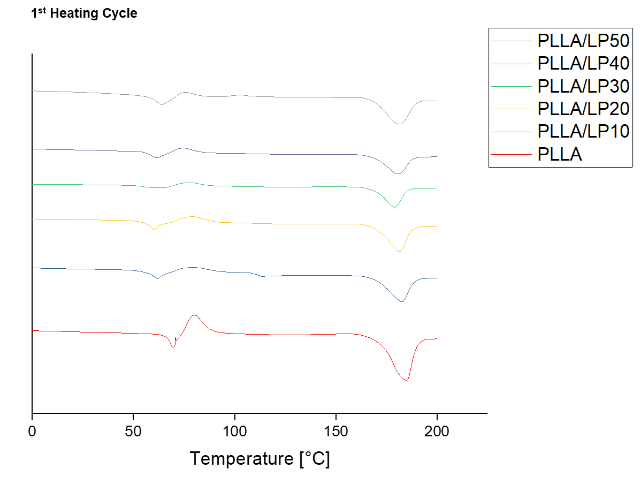 1st Heating Cycle
PLLA/LP50
PLLA/LP40
PLLA/LP30
PLLA/LP20
PLLA/LP10
PLLA
0 50 100 150 200
Temperature [°C]